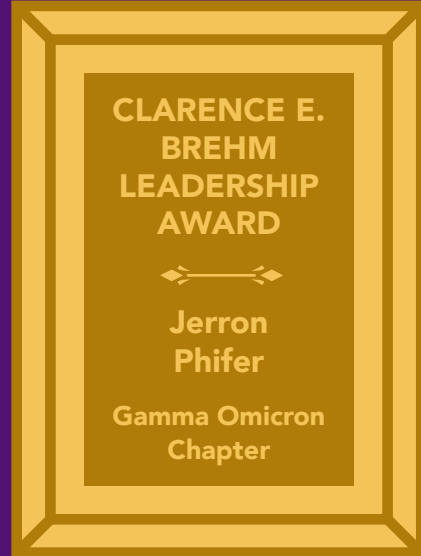 CLARENCE E.
BREHM
LEADERSHIP
AWARD
Jerron
Phifer
Gamma Omicron
Chapter